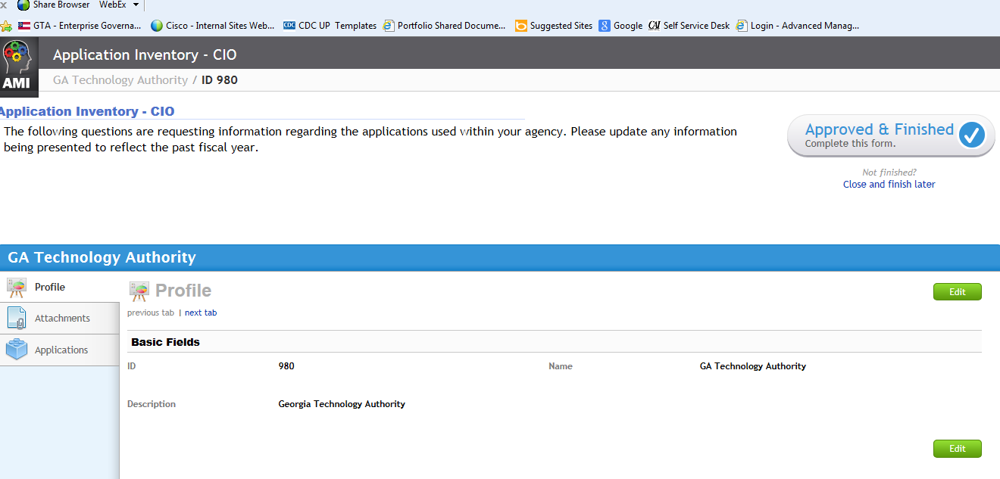 Share Browser WebEx
GTA - Enterprise Governa... Cisco - Internal Sites Web... CDC CDC UP Templates Portfolio Shared Docume... Suggested Sites Google CAI Self Service Desk Login - Advanced Manag...
AMI
Application Inventory - CIO
GA Technology Authority / ID 980
Application Inventory - CIO
The following questions are requesting information regarding the applications used within your agency. Please update any information
being presented to reflect the past fiscal year.
Approved & Finished
Complete this form.
Not finished?
Close and finish later
GA Technology Authority
Profile
Attachments
Applications
Profile
Edit
previous tab | next tab
Basic Fields
ID 980 Name GA Technology Authority
Description Georgia Technology Authority
Edit